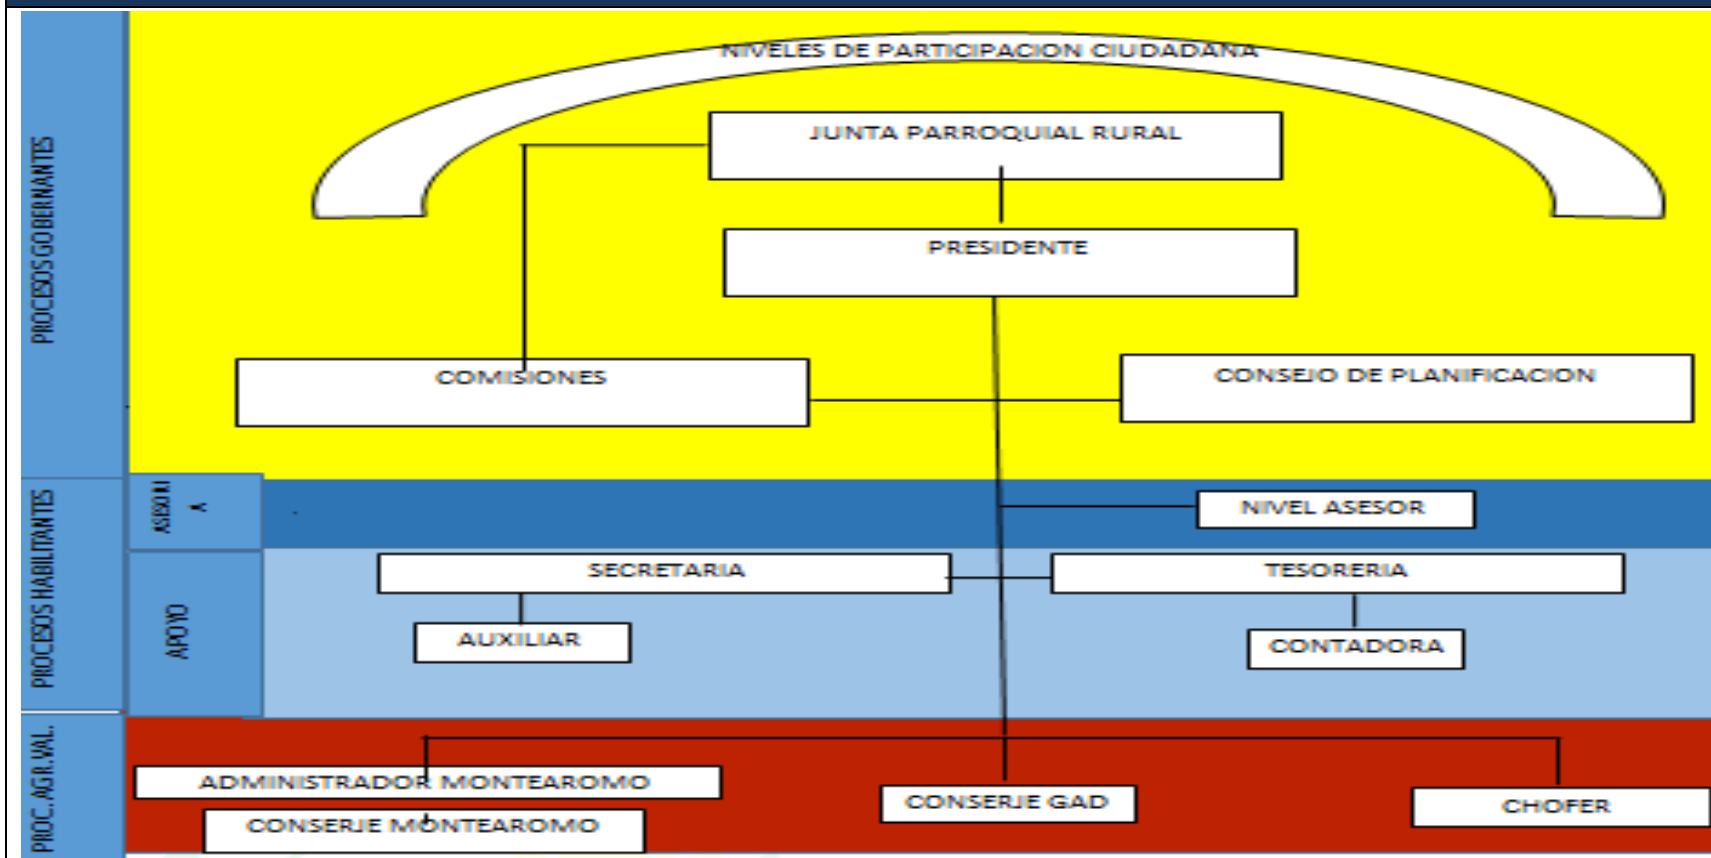 NIVELES DE PARTICIPACION CIUDADANA
JUNTA PARROQUIAL RURAL
PRESIDENTE
COMISIONES
CONSEJO DE PLANIFICACION
PROCESOS GOBERNANTES
ASESORI
A
NIVEL ASESOR
PROCESOS HABILITANTES
APOYO
SECRETARIA
TESORERIA
AUXILIAR
CONTADORA
PROC. AGR.VAL.
ADMINISTRADOR MONTEAROMO
CONSERJE MONTEAROMO
CONSERJE GAD
CHOFER